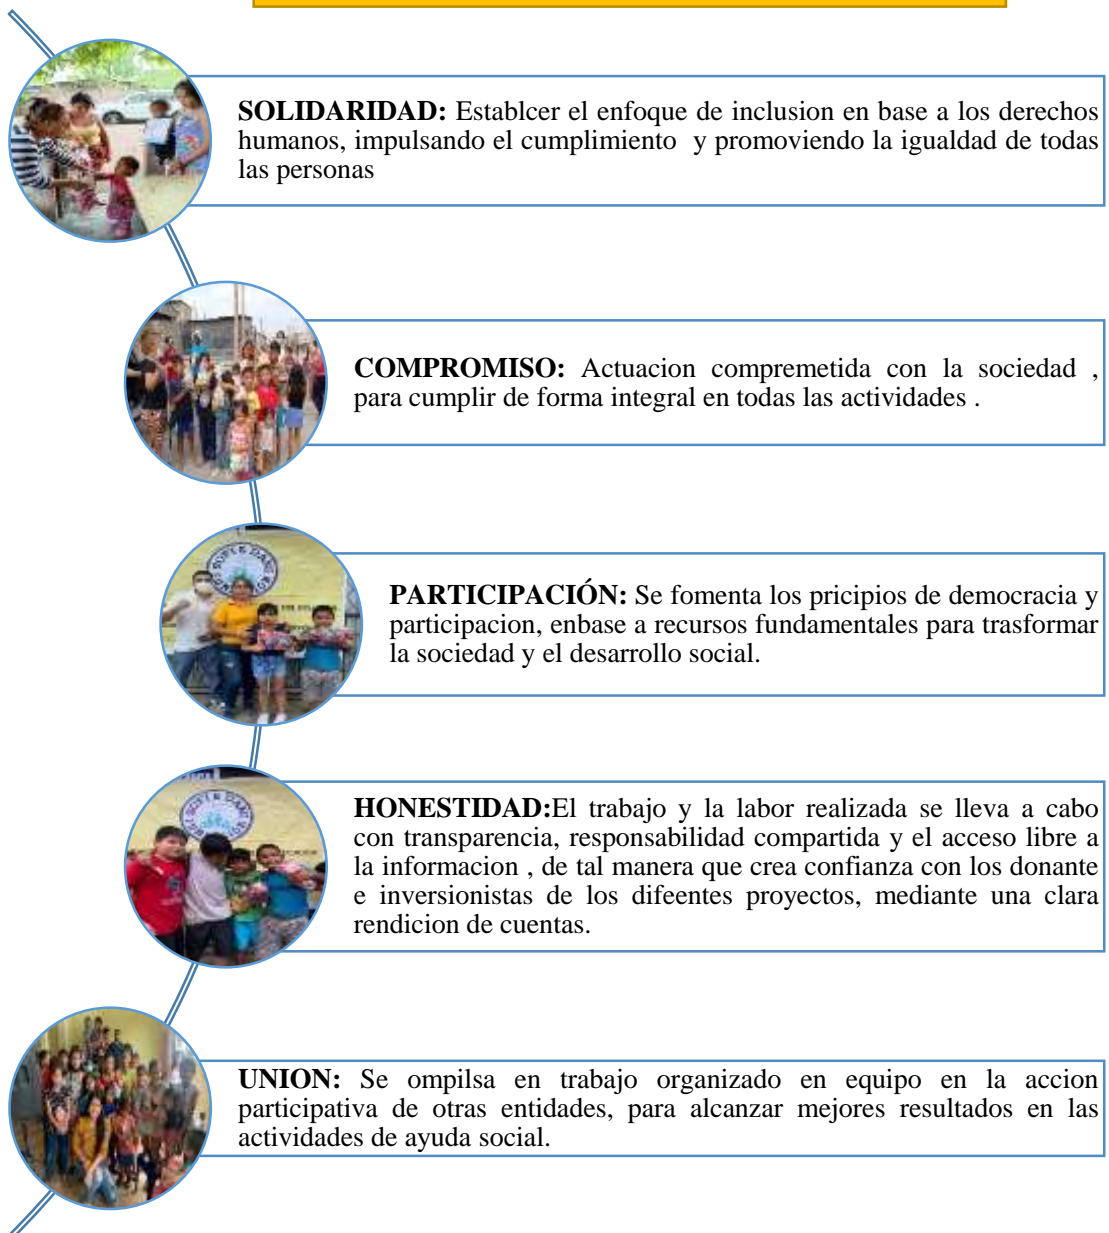 SOLIDARIDAD: Establcer el enfoque de inclusion en base a los derechos
humanos, impulsando el cumplimiento y promoviendo la igualdad de todas
las personas
COMPROMISO: Actuacion compremetida con la sociedad ,
para cumplir de forma integral en todas las actividades .
PARTICIPACIÓN: Se fomenta los pricipios de democracia y
participacion, enbase a recursos fundamentales para trasformar
la sociedad y el desarrollo social.
HONESTIDAD:El trabajo y la labor realizada se lleva a cabo
con transparencia, responsabilidad compartida y el acceso libre a
la informacion , de tal manera que crea confianza con los donante
e inversionistas de los difeentes proyectos, mediante una clara
rendicion de cuentas.
UNION: Se ompilsa en trabajo organizado en equipo en la accion
participativa de otras entidades, para alcanzar mejores resultados en las
actividades de ayuda social.